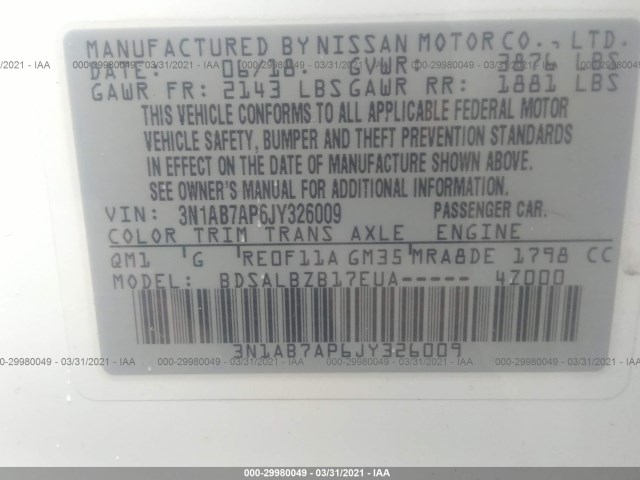 MANUFACTURED BY NISSAN MOTOR CO., LTD.
DATE: 06/18 GVWR: 3876 LBS
GAWR FR: 2143 LBS GAWR RR: 1881 LBS
THIS VEHICLE CONFORMS TO ALL APPLICABLE FEDERAL MOTOR
VEHICLE SAFETY, BUMPER AND THEFT PREVENTION STANDARDS
IN EFFECT ON THE DATE OF MANUFACTURE SHOWN ABOVE.
SEE OWNER'S MANUAL FOR ADDITIONAL INFORMATION.
VIN: 3N1AB7AP6JY326009 PASSENGER CAR.
COLOR TRIM TRANS AXLE ENGINE
QM1 G RE0F11A GM35 MRA8DE 1798 CC
MODEL: BDSALBZB17EUA----- 4Z000
3N1AB7AP6JY326009
000-29980049 - 03/31/2021 - IAA